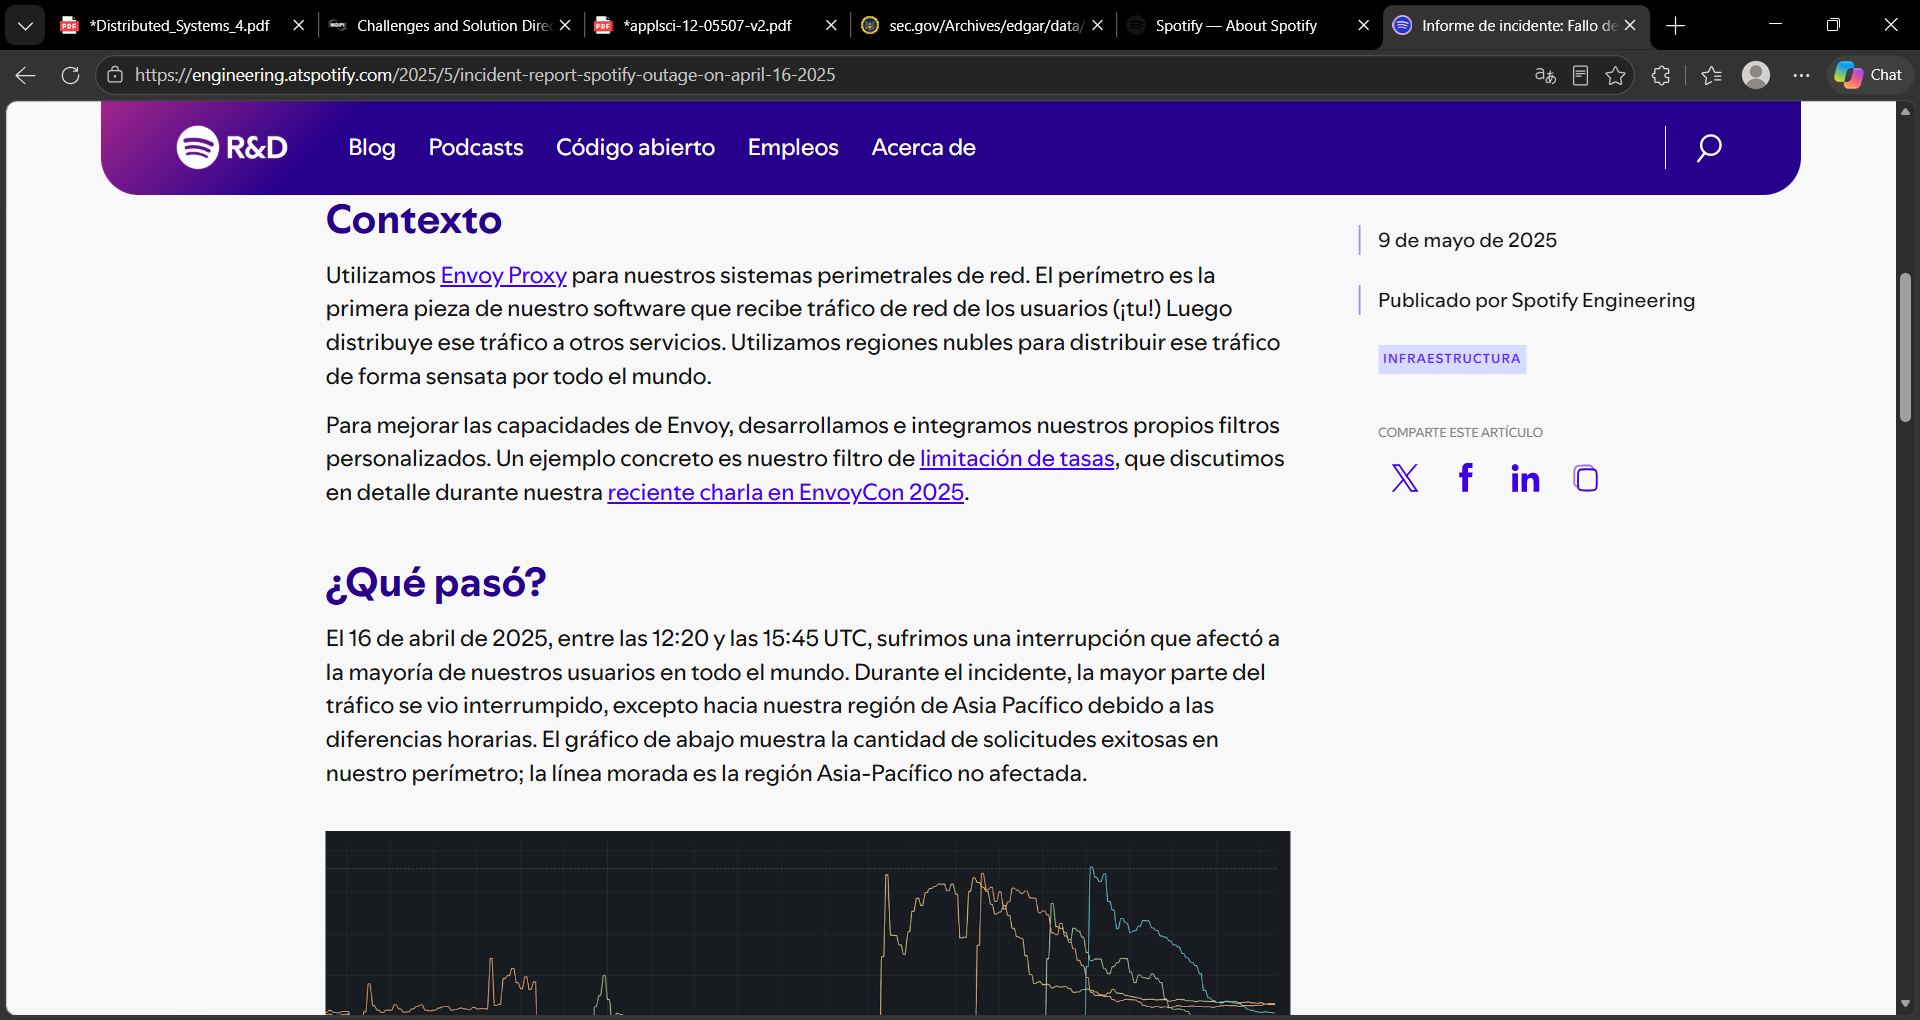 *Distributed_Systems_4.pdf
Challenges and Solution Dire
*applsci-12-05507-v2.pdf
sec.gov/Archives/edgar/data/
Spotify — About Spotify
Informe de incidente: Fallo de
https://engineering.atspotify.com/2025/5/incident-report-spotify-outage-on-april-16-2025
Chat
R&D
Blog
Podcasts
Código abierto
Empleos
Acerca de
Contexto
Utilizamos Envoy Proxy para nuestros sistemas perimetrales de red. El perímetro es la
primera pieza de nuestro software que recibe tráfico de red de los usuarios (¡tu!) Luego
distribuye ese tráfico a otros servicios. Utilizamos regiones nubles para distribuir ese tráfico
de forma sensata por todo el mundo.
Para mejorar las capacidades de Envoy, desarrollamos e integramos nuestros propios filtros
personalizados. Un ejemplo concreto es nuestro filtro de limitación de tasas, que discutimos
en detalle durante nuestra reciente charla en EnvoyCon 2025.
¿Qué pasó?
El 16 de abril de 2025, entre las 12:20 y las 15:45 UTC, sufrimos una interrupción que afectó a
la mayoría de nuestros usuarios en todo el mundo. Durante el incidente, la mayor parte del
tráfico se vio interrumpido, excepto hacia nuestra región de Asia Pacífico debido a las
diferencias horarias. El gráfico de abajo muestra la cantidad de solicitudes exitosas en
nuestro perímetro; la línea morada es la región Asia-Pacífico no afectada.
9 de mayo de 2025
Publicado por Spotify Engineering
INFRAESTRUCTURA
COMPARTE ESTE ARTÍCULO